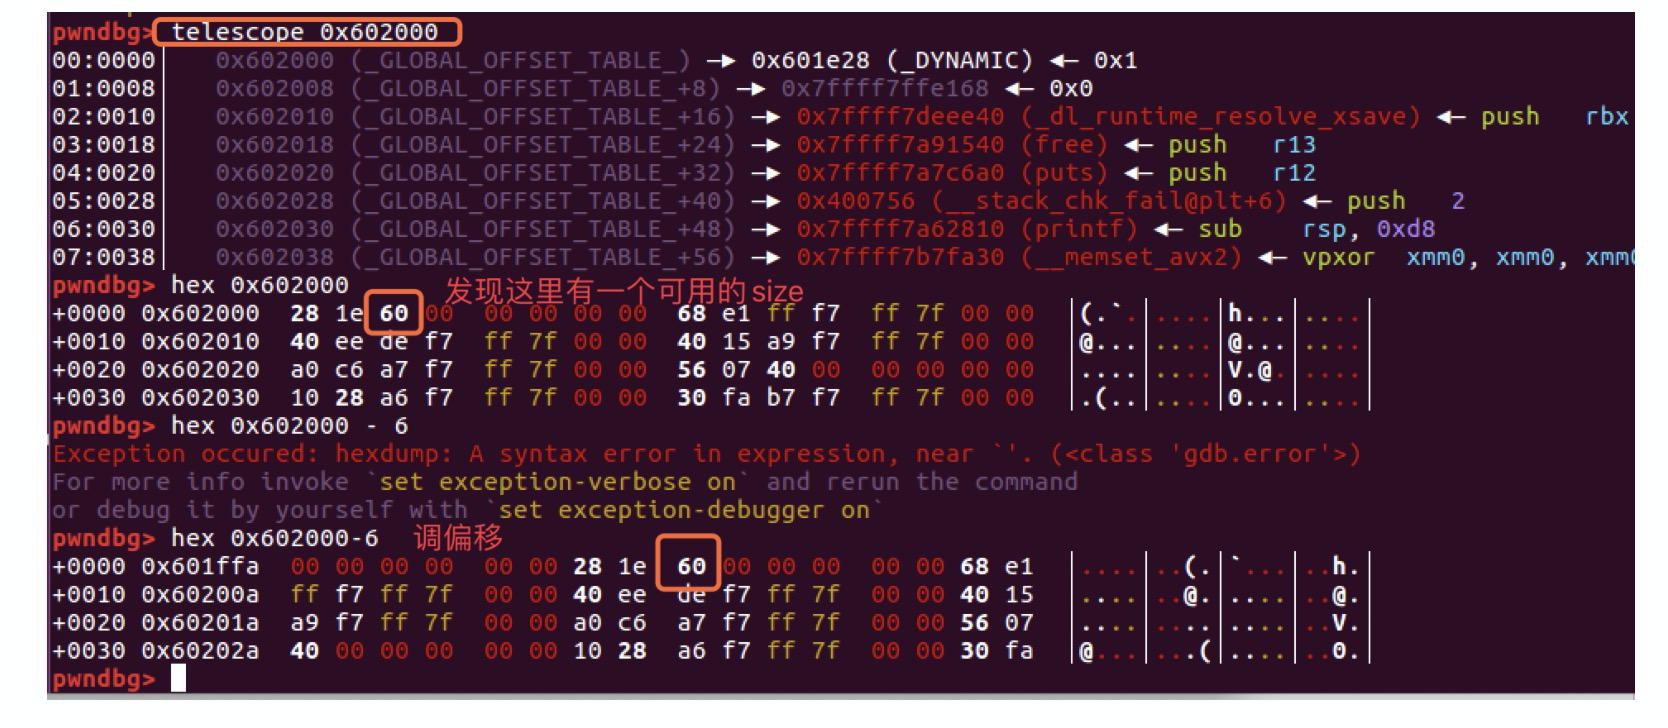 pwndbg> telescope 0x602000
00:0000│ 0x602000 (_GLOBAL_OFFSET_TABLE_) —▸ 0x601e28 (_DYNAMIC) ◂— 0x1
01:0008│ 0x602008 (_GLOBAL_OFFSET_TABLE_+8) —▸ 0x7ffff7ffe168 ◂— 0x0
02:0010│ 0x602010 (_GLOBAL_OFFSET_TABLE_+16) —▸ 0x7ffff7deee40 (_dl_runtime_resolve_xsave) ◂— push rbx
03:0018│ 0x602018 (_GLOBAL_OFFSET_TABLE_+24) —▸ 0x7ffff7a91540 (free) ◂— push r13
04:0020│ 0x602020 (_GLOBAL_OFFSET_TABLE_+32) —▸ 0x7ffff7a7c6a0 (puts) ◂— push r12
05:0028│ 0x602028 (_GLOBAL_OFFSET_TABLE_+40) —▸ 0x400756 (__stack_chk_fail@plt+6) ◂— push 2
06:0030│ 0x602030 (_GLOBAL_OFFSET_TABLE_+48) —▸ 0x7ffff7a62810 (printf) ◂— sub rsp, 0xd8
07:0038│ 0x602038 (_GLOBAL_OFFSET_TABLE_+56) —▸ 0x7ffff7b7fa30 (__memset_avx2) ◂— vpxor xmm0, xmm0, xmm0
pwndbg> hex 0x602000 发现这里有一个可用的size
+0000 0x602000 28 1e 60 00 00 00 00 00 68 e1 ff f7 ff 7f 00 00 │(.`.│....│h...│....│
+0010 0x602010 40 ee de f7 ff 7f 00 00 40 15 a9 f7 ff 7f 00 00 │@...│....│@...│....│
+0020 0x602020 a0 c6 a7 f7 ff 7f 00 00 56 07 40 00 00 00 00 00 │....│....│V.@.│....│
+0030 0x602030 10 28 a6 f7 ff 7f 00 00 30 fa b7 f7 ff 7f 00 00 │.(..│....│0...│....│
pwndbg> hex 0x602000 - 6
Exception occured: hexdump: A syntax error in expression, near `'. (<class 'gdb.error'>)
For more info invoke `set exception-verbose on` and rerun the command
or debug it by yourself with `set exception-debugger on`
pwndbg> hex 0x602000-6 调偏移
+0000 0x601ffa 00 00 00 00 00 00 28 1e 60 00 00 00 00 00 68 e1 │....│..(.│`...│..h.│
+0010 0x60200a ff f7 ff 7f 00 00 40 ee de f7 ff 7f 00 00 40 15 │....│..@.│....│..@.│
+0020 0x60201a a9 f7 ff 7f 00 00 a0 c6 a7 f7 ff 7f 00 00 56 07 │....│....│....│..V.│
+0030 0x60202a 40 00 00 00 00 00 10 28 a6 f7 ff 7f 00 00 30 fa │@...│...(│....│..0.│
pwndbg>